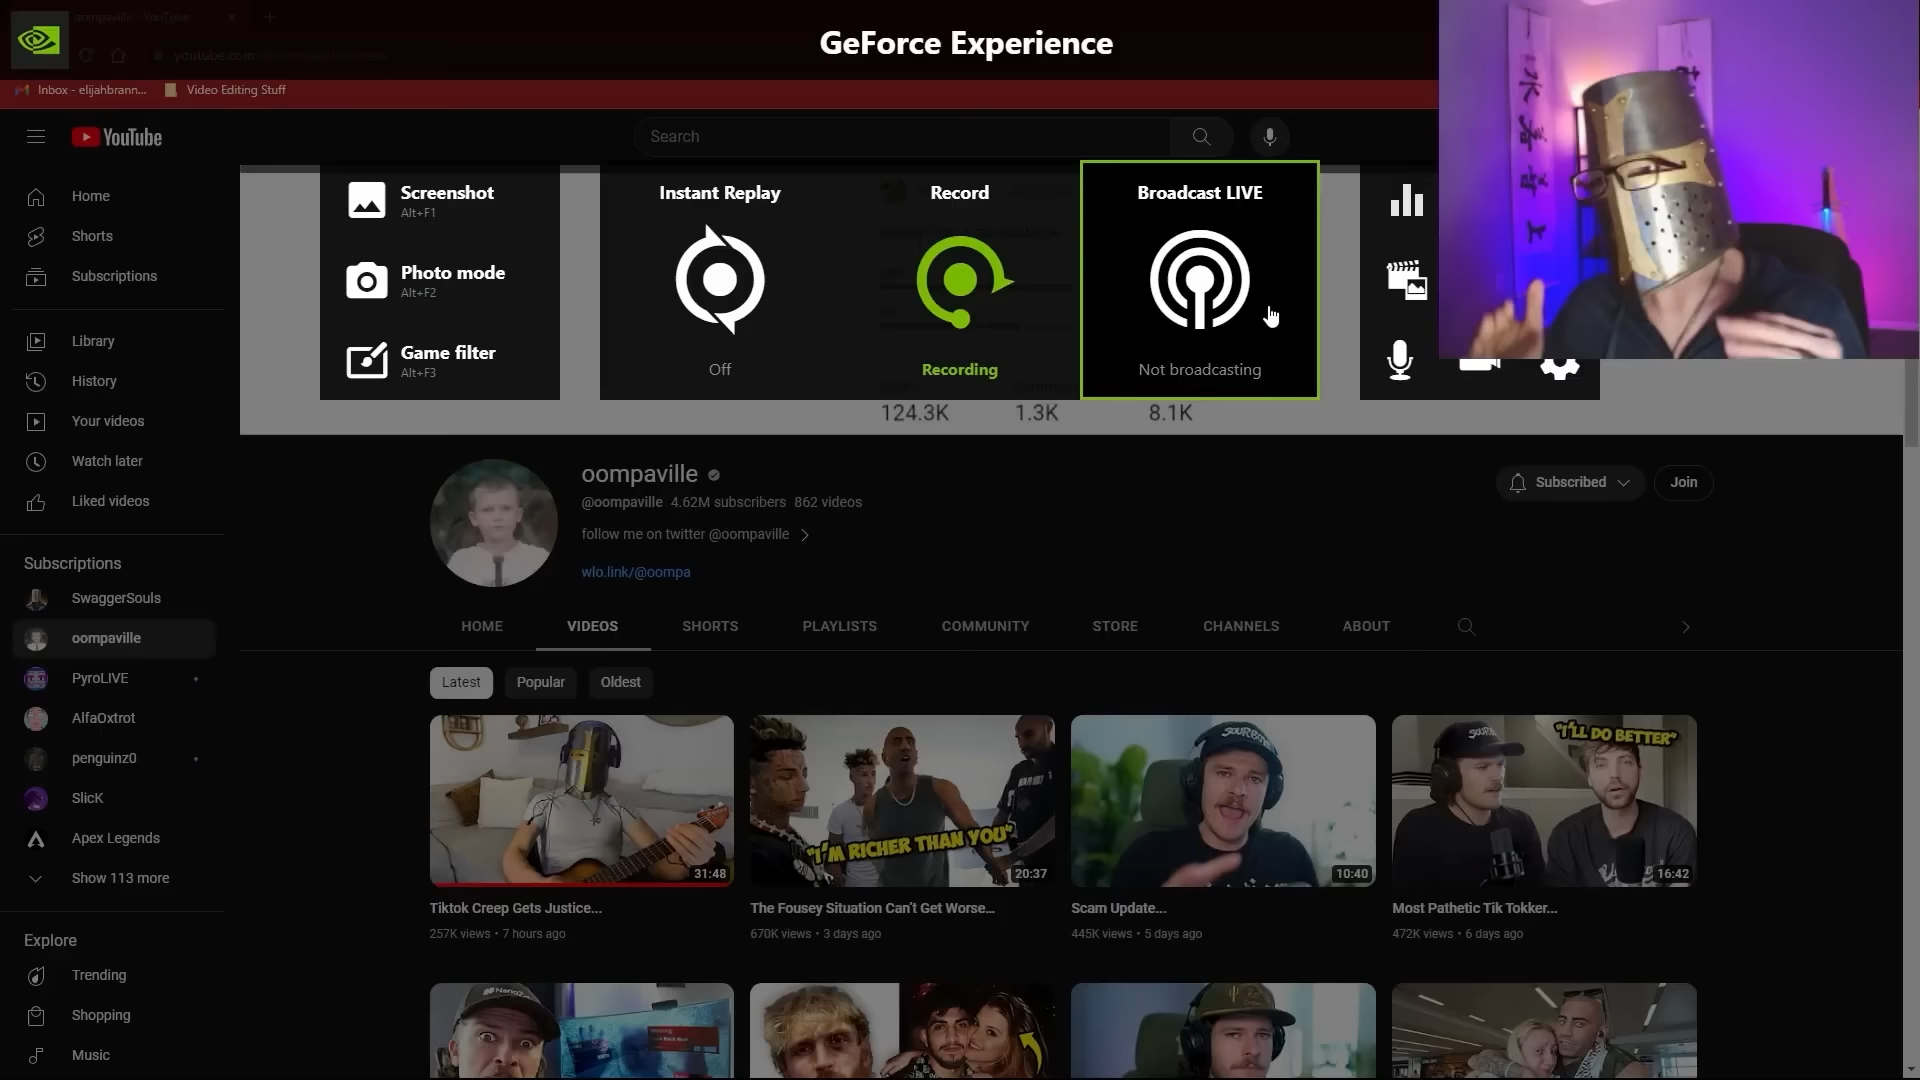 oompaville - YouTube
GeForce Experience
youtube.com
Inbox - elijahbrann...
Video Editing Stuff
YouTube
Search
Screenshot
Alt+F1
Photo mode
Alt+F2
Game filter
Alt+F3
Instant Replay
Off
Record
Recording
Broadcast LIVE
Not broadcasting
124.3K
1.3K
8.1K
Home
Shorts
Subscriptions
Library
History
Your videos
Watch later
Liked videos
Subscriptions
SwaggerSouls
oompaville
PyroLIVE
AlfaOxtrot
penguinz0
SlicK
Apex Legends
Show 113 more
Explore
Trending
Shopping
Music
oompaville
@oompaville 4.62M subscribers 862 videos
follow me on twitter @oompaville
wlo.link/@oompa
Subscribed
Join
HOME
VIDEOS
SHORTS
PLAYLISTS
COMMUNITY
STORE
CHANNELS
ABOUT
Latest
Popular
Oldest
31:48
Tiktok Creep Gets Justice...
257K views • 7 hours ago
"I'M RICHER THAN YOU"
20:37
The Fousey Situation Can't Get Worse...
670K views • 3 days ago
10:40
Scam Update...
445K views • 5 days ago
"I'LL DO BETTER"
16:42
Most Pathetic Tik Tokker...
472K views • 6 days ago